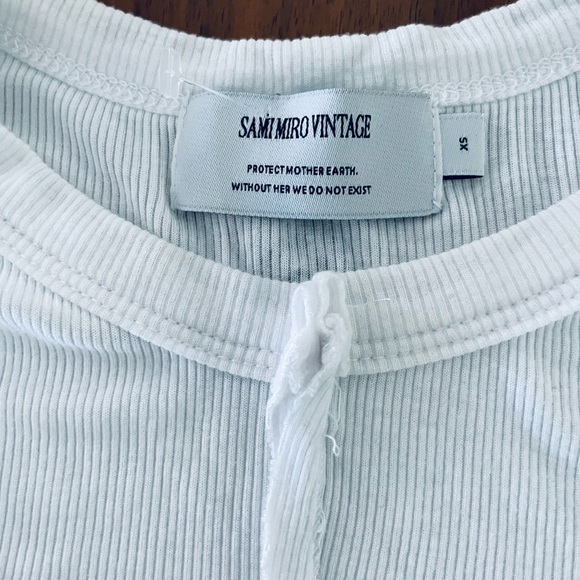 SAMI MIRO VINTAGE
PROTECT MOTHER EARTH.
WITHOUT HER WE DO NOT EXIST
XS